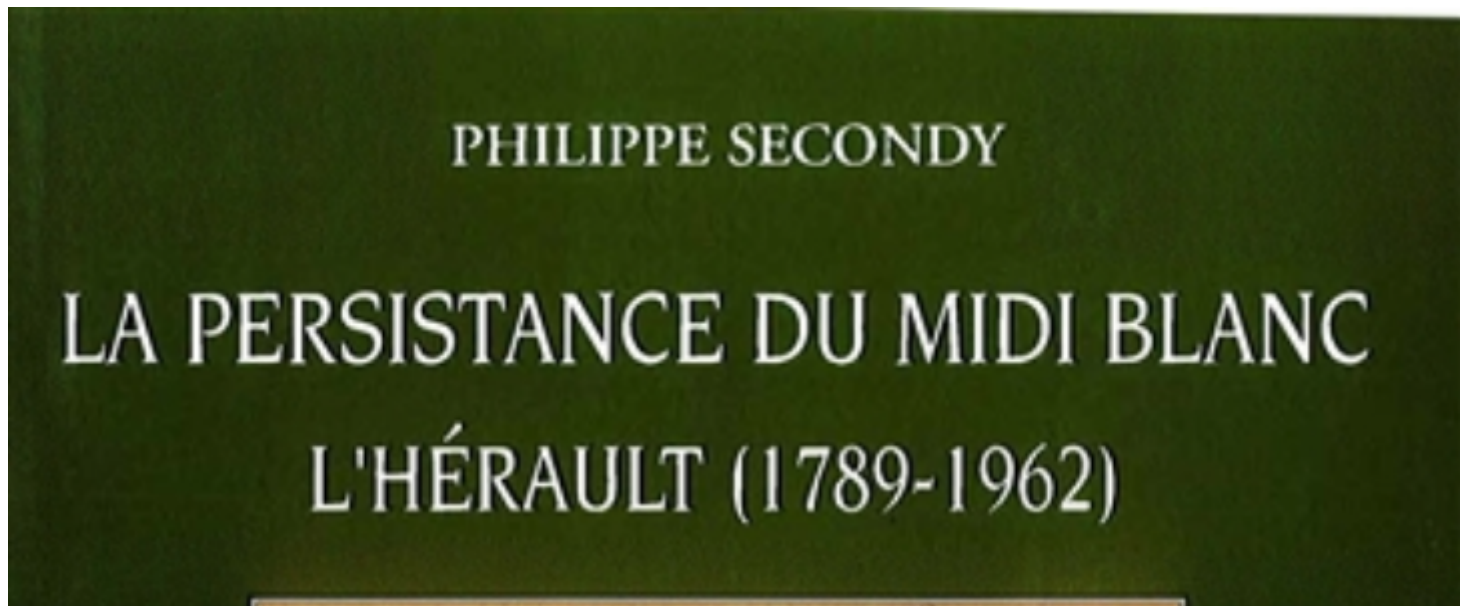 PHILIPPE SECONDY
LA PERSISTANCE DU MIDI BLANC
L'HÉRAULT (1789-1962)